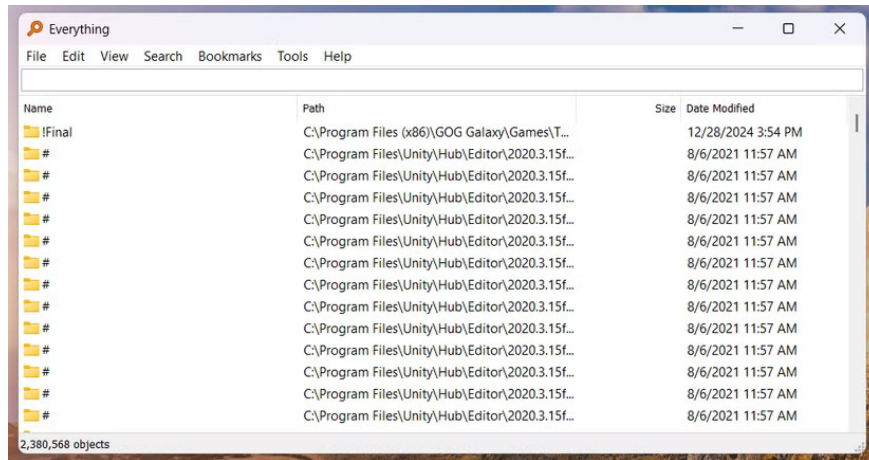 Everything
File Edit View Search Bookmarks Tools Help
Name Path Size Date Modified
!Final C:\Program Files (x86)\GOG Galaxy\Games\T... 12/28/2024 3:54 PM
# C:\Program Files\Unity\Hub\Editor\2020.3.15f... 8/6/2021 11:57 AM
# C:\Program Files\Unity\Hub\Editor\2020.3.15f... 8/6/2021 11:57 AM
# C:\Program Files\Unity\Hub\Editor\2020.3.15f... 8/6/2021 11:57 AM
# C:\Program Files\Unity\Hub\Editor\2020.3.15f... 8/6/2021 11:57 AM
# C:\Program Files\Unity\Hub\Editor\2020.3.15f... 8/6/2021 11:57 AM
# C:\Program Files\Unity\Hub\Editor\2020.3.15f... 8/6/2021 11:57 AM
# C:\Program Files\Unity\Hub\Editor\2020.3.15f... 8/6/2021 11:57 AM
# C:\Program Files\Unity\Hub\Editor\2020.3.15f... 8/6/2021 11:57 AM
# C:\Program Files\Unity\Hub\Editor\2020.3.15f... 8/6/2021 11:57 AM
# C:\Program Files\Unity\Hub\Editor\2020.3.15f... 8/6/2021 11:57 AM
# C:\Program Files\Unity\Hub\Editor\2020.3.15f... 8/6/2021 11:57 AM
# C:\Program Files\Unity\Hub\Editor\2020.3.15f... 8/6/2021 11:57 AM
# C:\Program Files\Unity\Hub\Editor\2020.3.15f... 8/6/2021 11:57 AM
2,380,568 objects